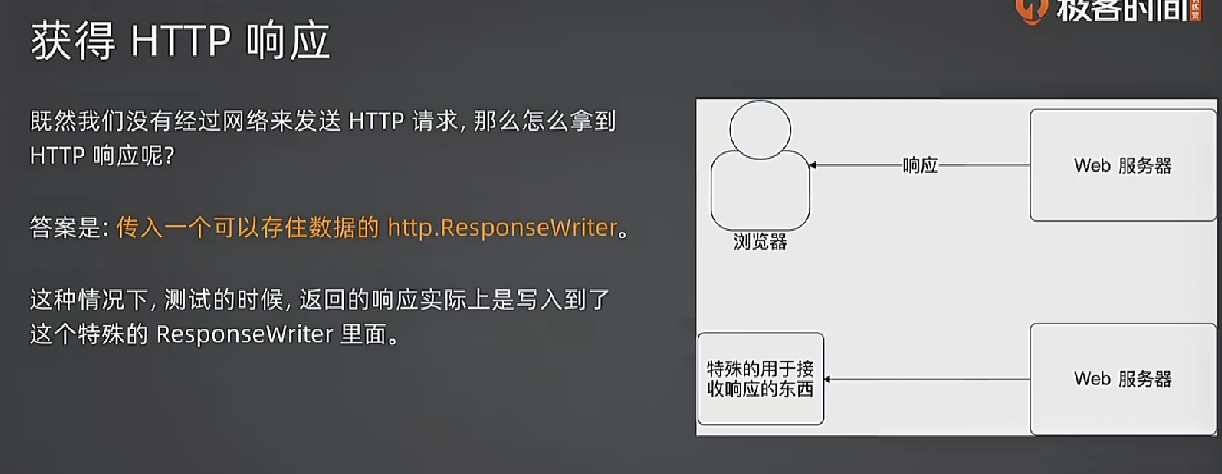 极客时间
获得 HTTP 响应
既然我们没有经过网络来发送 HTTP 请求, 那么怎么拿到
HTTP 响应呢?
答案是: 传入一个可以存住数据的 http.ResponseWriter。
这种情况下, 测试的时候, 返回的响应实际上是写入到了
这个特殊的 ResponseWriter 里面。
响应
Web 服务器
浏览器
特殊的用于接
收响应的东西
Web 服务器